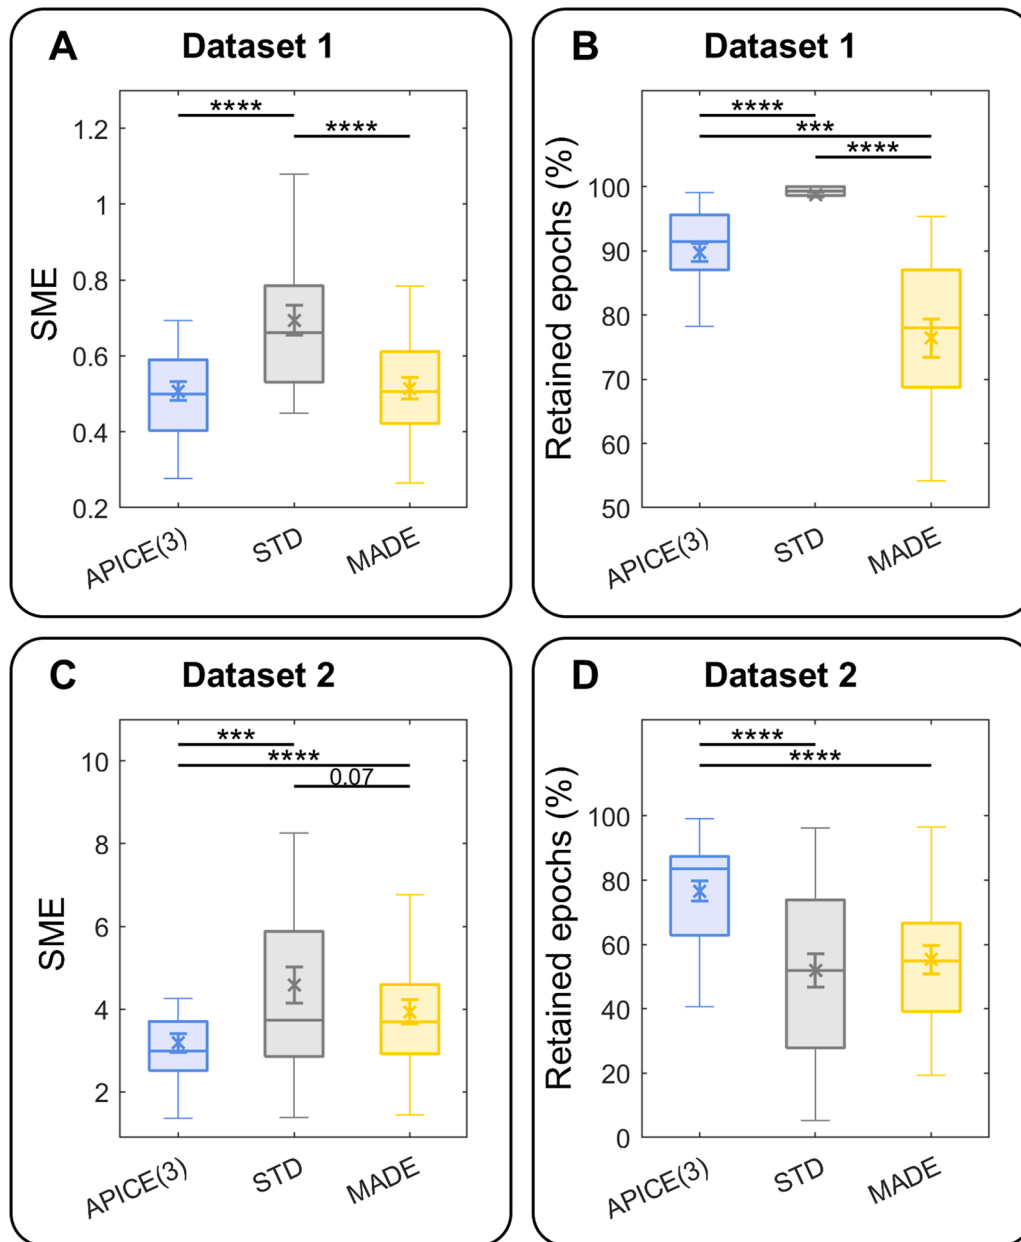 A Dataset 1
****
****
1.2
1
0.8
0.6
0.4
0.2
SME
APICE(3) STD MADE
B Dataset 1
****
***
****
100
90
80
70
60
50
Retained epochs (%)
APICE(3) STD MADE
C Dataset 2
***
****
0.07
10
8
6
4
2
SME
APICE(3) STD MADE
D Dataset 2
****
****
100
80
60
40
20
0
Retained epochs (%)
APICE(3) STD MADE